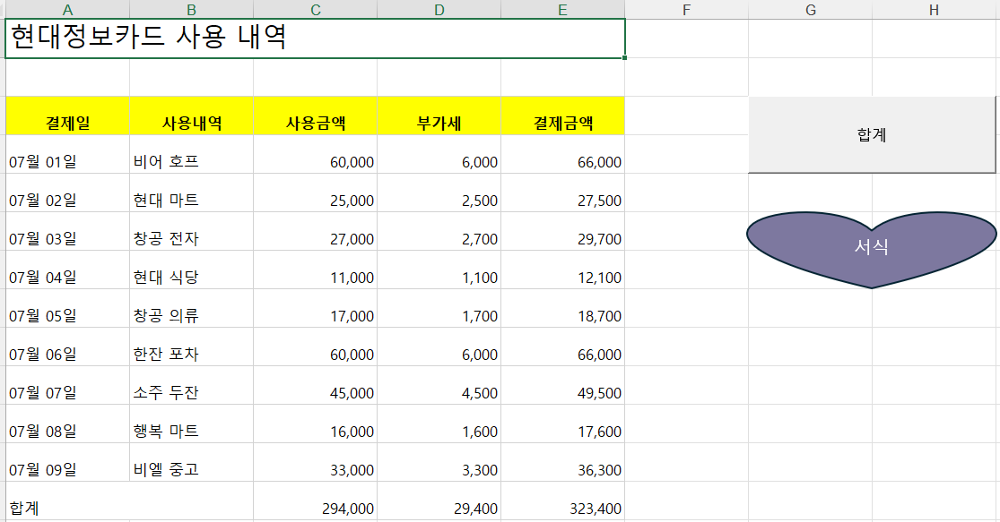 A B C D E F G H
현대정보카드 사용 내역
결제일 사용내역 사용금액 부가세 결제금액
합계
07월 01일 비어 호프 60,000 6,000 66,000
07월 02일 현대 마트 25,000 2,500 27,500
07월 03일 창공 전자 27,000 2,700 29,700
서식
07월 04일 현대 식당 11,000 1,100 12,100
07월 05일 창공 의류 17,000 1,700 18,700
07월 06일 한잔 포차 60,000 6,000 66,000
07월 07일 소주 두잔 45,000 4,500 49,500
07월 08일 행복 마트 16,000 1,600 17,600
07월 09일 비엘 중고 33,000 3,300 36,300
합계 294,000 29,400 323,400